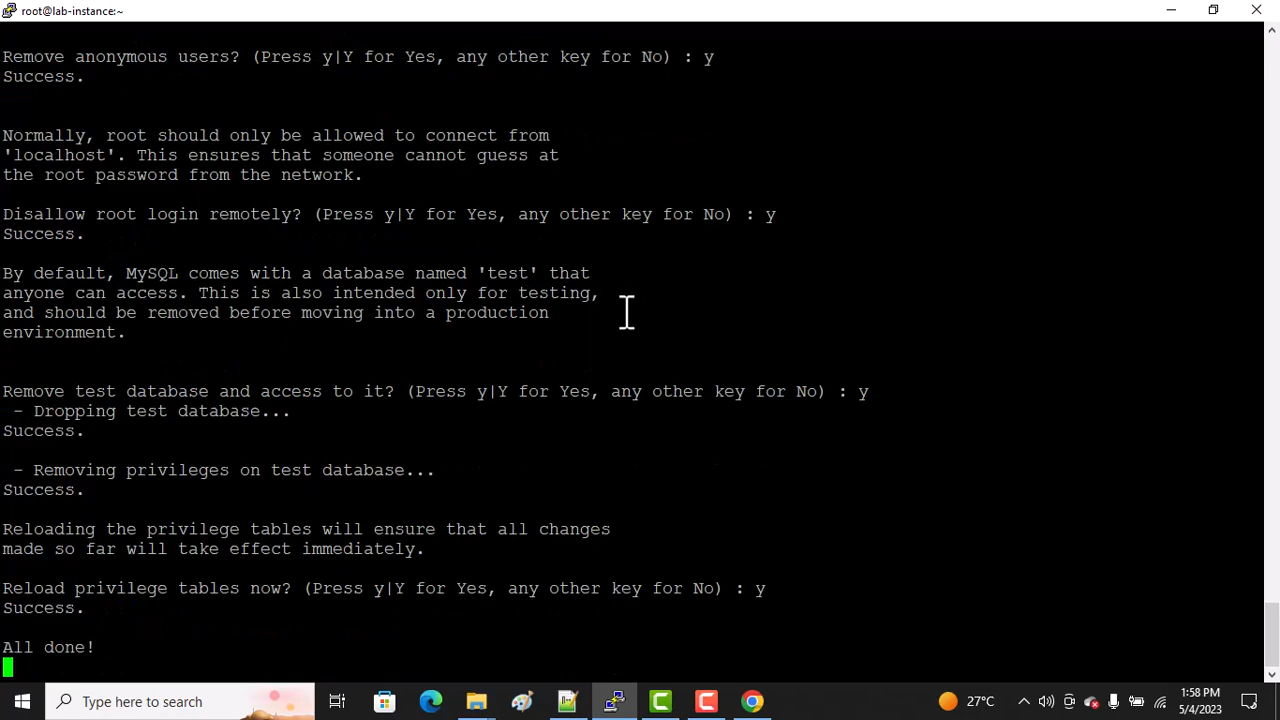 root@lab-instance:~
Remove anonymous users? (Press y|Y for Yes, any other key for No) : y
Success.
Normally, root should only be allowed to connect from
'localhost'. This ensures that someone cannot guess at
the root password from the network.
Disallow root login remotely? (Press y|Y for Yes, any other key for No) : y
Success.
By default, MySQL comes with a database named 'test' that
anyone can access. This is also intended only for testing,
and should be removed before moving into a production
environment.
Remove test database and access to it? (Press y|Y for Yes, any other key for No) : y
- Dropping test database...
Success.
- Removing privileges on test database...
Success.
Reloading the privilege tables will ensure that all changes
made so far will take effect immediately.
Reload privilege tables now? (Press y|Y for Yes, any other key for No) : y
Success.
All done!
Type here to search
27°C
1:58 PM
5/4/2023